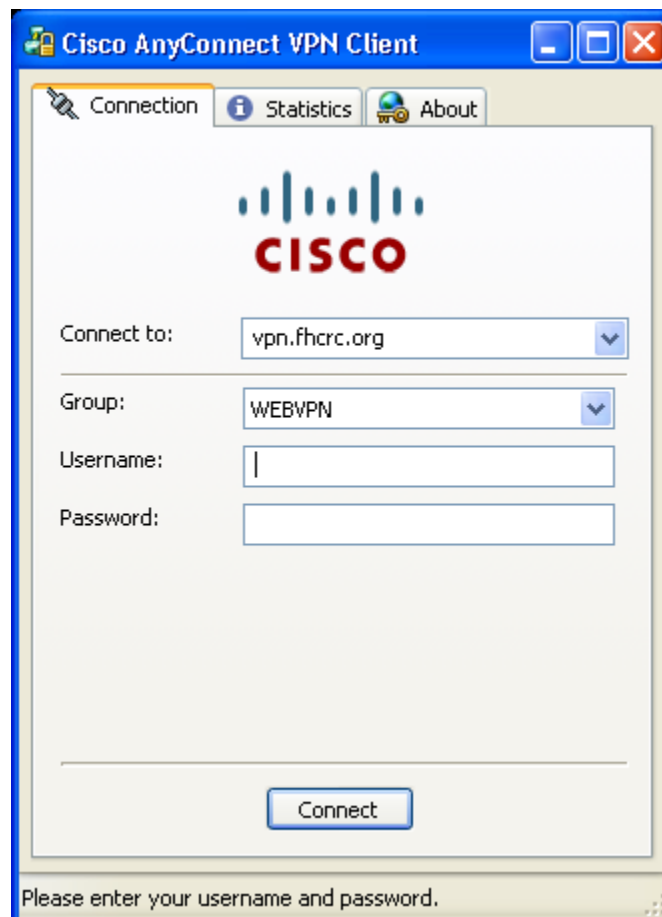 Cisco AnyConnect VPN Client
Connection Statistics About
CISCO
Connect to: vpn.fhcrc.org
Group: WEBVPN
Username:
Password:
Connect
Please enter your username and password.